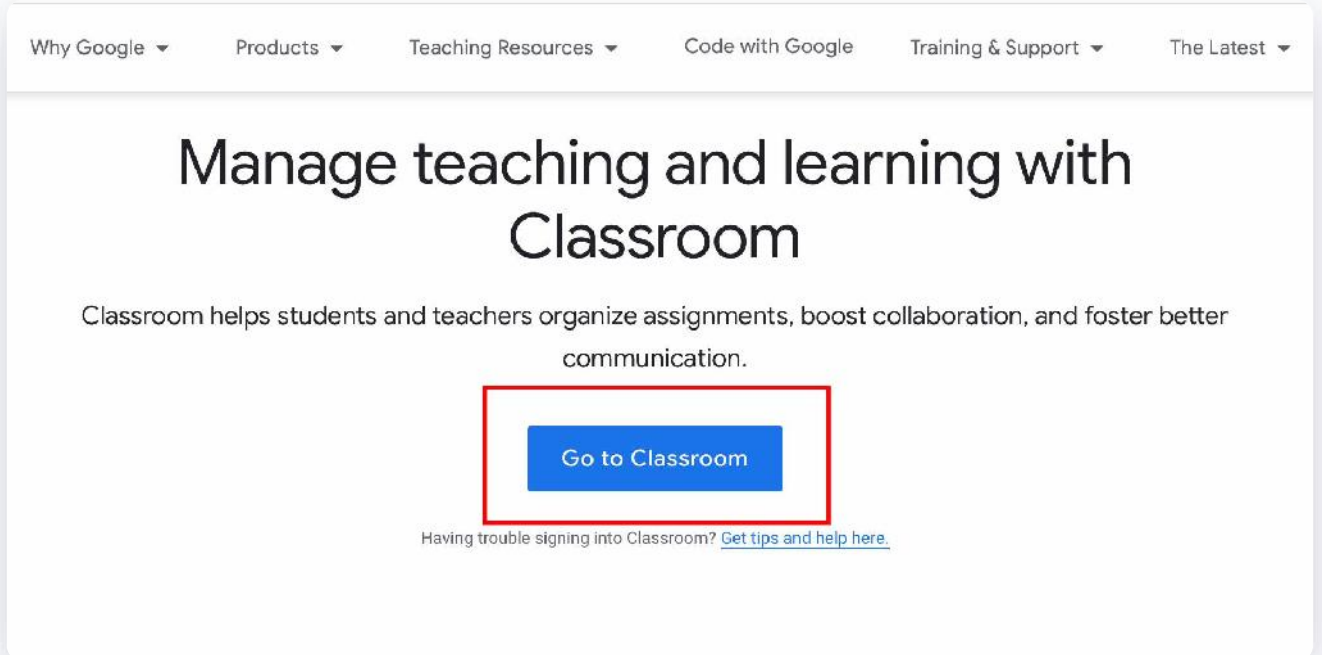 Why Google Products Teaching Resources Code with Google Training & Support The Latest
Manage teaching and learning with
Classroom
Classroom helps students and teachers organize assignments, boost collaboration, and foster better
communication.
Go to Classroom
Having trouble signing into Classroom? Get tips and help here.